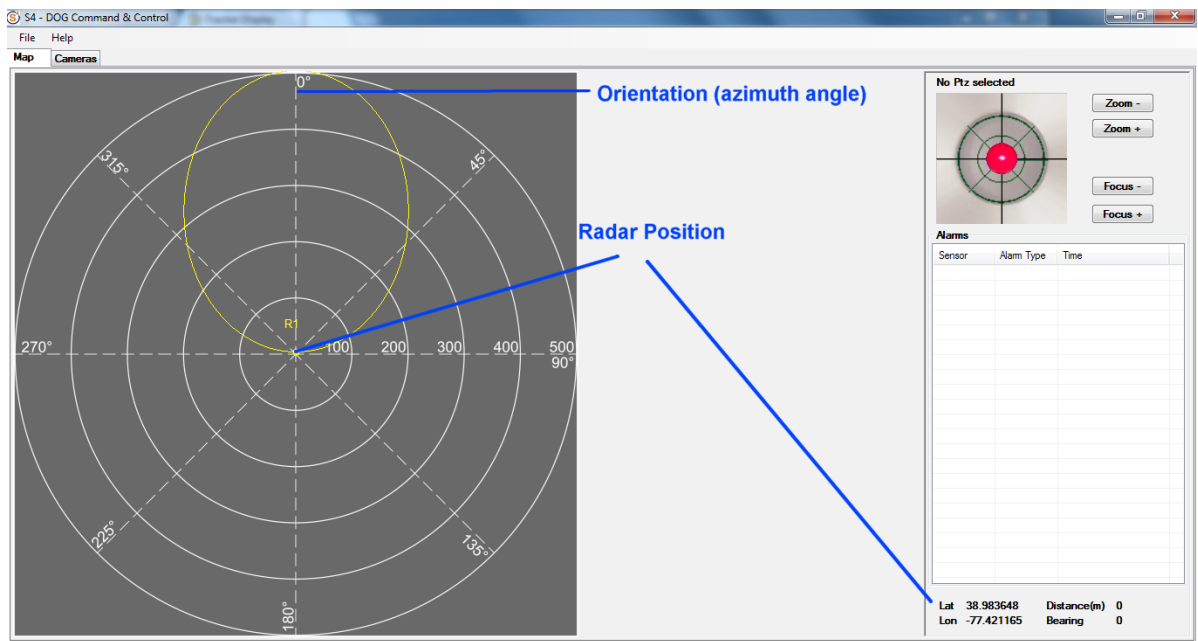 S4 - DOG Command & Control
File Help
Map Cameras
0°
Orientation (azimuth angle)
315°
45°
Radar Position
R1
270°
100 200 300 400 500
90°
225°
135°
180°
No Ptz selected
Zoom -
Zoom +
Focus -
Focus +
Alarms
Sensor Alarm Type Time
Lat 38.983648 Distance(m) 0
Lon -77.421165 Bearing 0